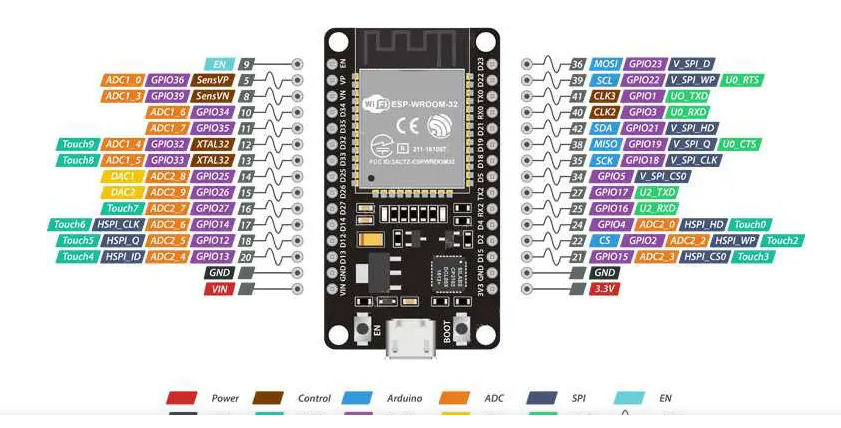 EN 9
ADC1_0 GPIO36 SensVP 5
ADC1_3 GPIO39 SensVN 8
ADC1_6 GPIO34 10
ADC1_7 GPIO35 11
Touch9 ADC1_4 GPIO32 XTAL32 12
Touch8 ADC1_5 GPIO33 XTAL32 13
DAC1 ADC2_8 GPIO25 14
DAC2 ADC2_9 GPIO26 15
Touch7 ADC2_7 GPIO27 16
Touch6 HSPI_CLK ADC2_6 GPIO14 17
Touch5 HSPI_Q ADC2_5 GPIO12 18
Touch4 HSPI_ID ADC2_4 GPIO13 20
GND
VIN
EN
VP
VN
D34
D35
D32
D33
D25
D26
D27
D14
D12
D13
GND
VIN
WiFi ESP-WROOM-32
CE
R 211-161007
EN
BOOT
D23
D22
TX0
RX0
D21
D19
D18
D5
TX2
RX2
D4
D2
D15
GND
3V3
36 MOSI GPIO23 V_SPI_D
39 SCL GPIO22 V_SPI_WP U0_RTS
41 CLK3 GPIO1 UO_TXD
40 CLK2 GPIO3 U0_RXD
42 SDA GPIO21 V_SPI_HD
38 MISO GPIO19 V_SPI_Q U0_CTS
35 SCK GPIO18 V_SPI_CLK
34 GPIO5 V_SPI_CS0
27 GPIO17 U2_TXD
25 GPIO16 U2_RXD
24 GPIO4 ADC2_0 HSPI_HD Touch0
22 CS GPIO2 ADC2_2 HSPI_WP Touch2
21 GPIO15 ADC2_3 HSPI_CS0 Touch3
GND
3.3V
Power Control Arduino ADC SPI EN